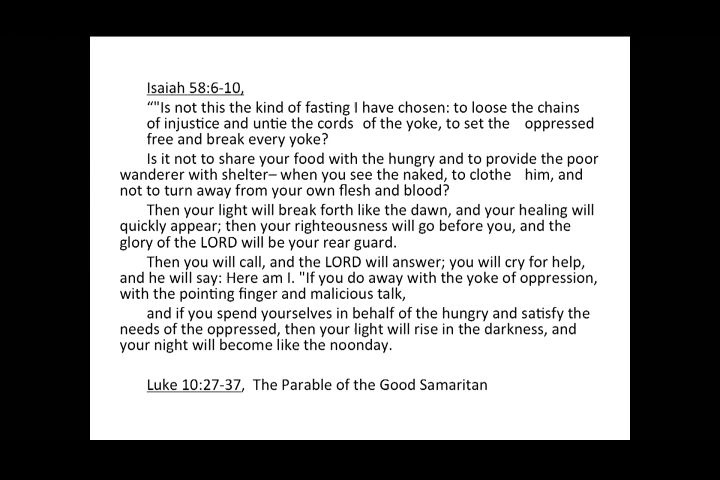 Isaiah 58:6-10,
“"Is not this the kind of fasting I have chosen: to loose the chains
of injustice and untie the cords of the yoke, to set the oppressed
free and break every yoke?
Is it not to share your food with the hungry and to provide the poor
wanderer with shelter– when you see the naked, to clothe him, and
not to turn away from your own flesh and blood?
Then your light will break forth like the dawn, and your healing will
quickly appear; then your righteousness will go before you, and the
glory of the LORD will be your rear guard.
Then you will call, and the LORD will answer; you will cry for help,
and he will say: Here am I. "If you do away with the yoke of oppression,
with the pointing finger and malicious talk,
and if you spend yourselves in behalf of the hungry and satisfy the
needs of the oppressed, then your light will rise in the darkness, and
your night will become like the noonday.
Luke 10:27-37, The Parable of the Good Samaritan